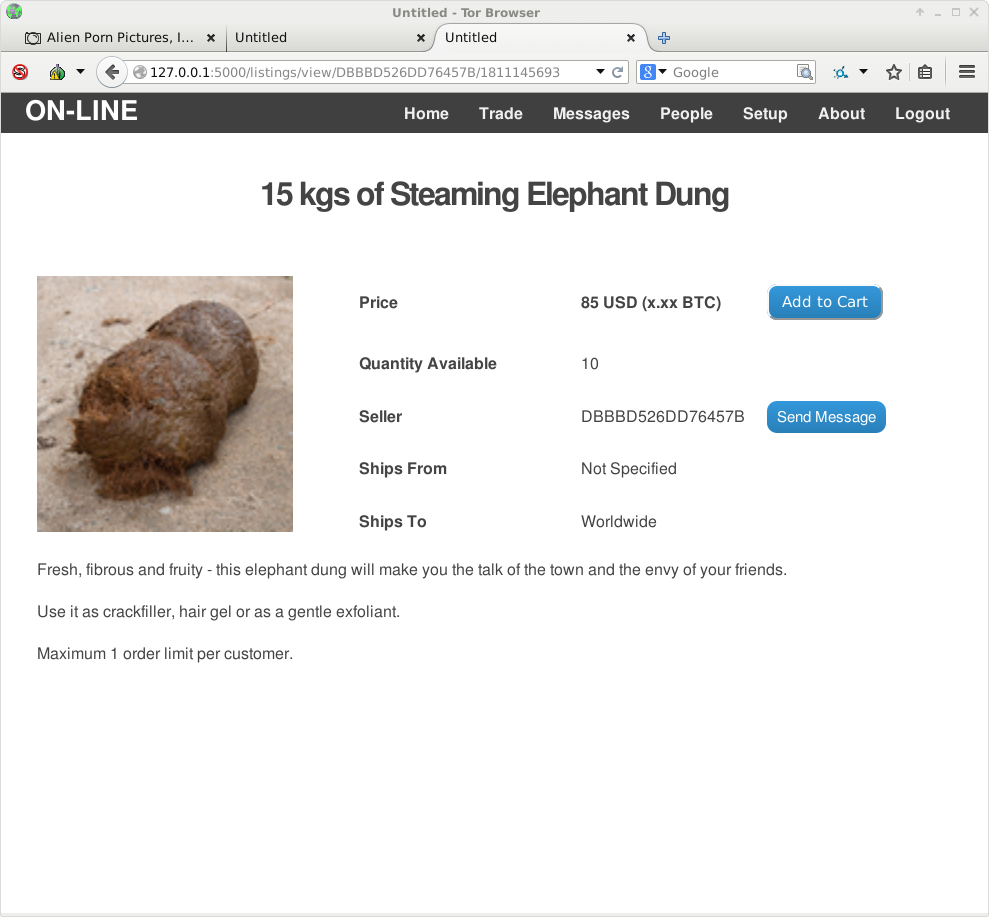 Untitled - Tor Browser
Alien Porn Pictures, I...
Untitled
Untitled
127.0.0.1:5000/listings/view/DBBBD526DD76457B/1811145693
8
Google
ON-LINE
Home
Trade
Messages
People
Setup
About
Logout
15 kgs of Steaming Elephant Dung
Price
85 USD (x.xx BTC)
Add to Cart
Quantity Available
10
Seller
DBBBD526DD76457B
Send Message
Ships From
Not Specified
Ships To
Worldwide
Fresh, fibrous and fruity - this elephant dung will make you the talk of the town and the envy of your friends.
Use it as crackfiller, hair gel or as a gentle exfoliant.
Maximum 1 order limit per customer.